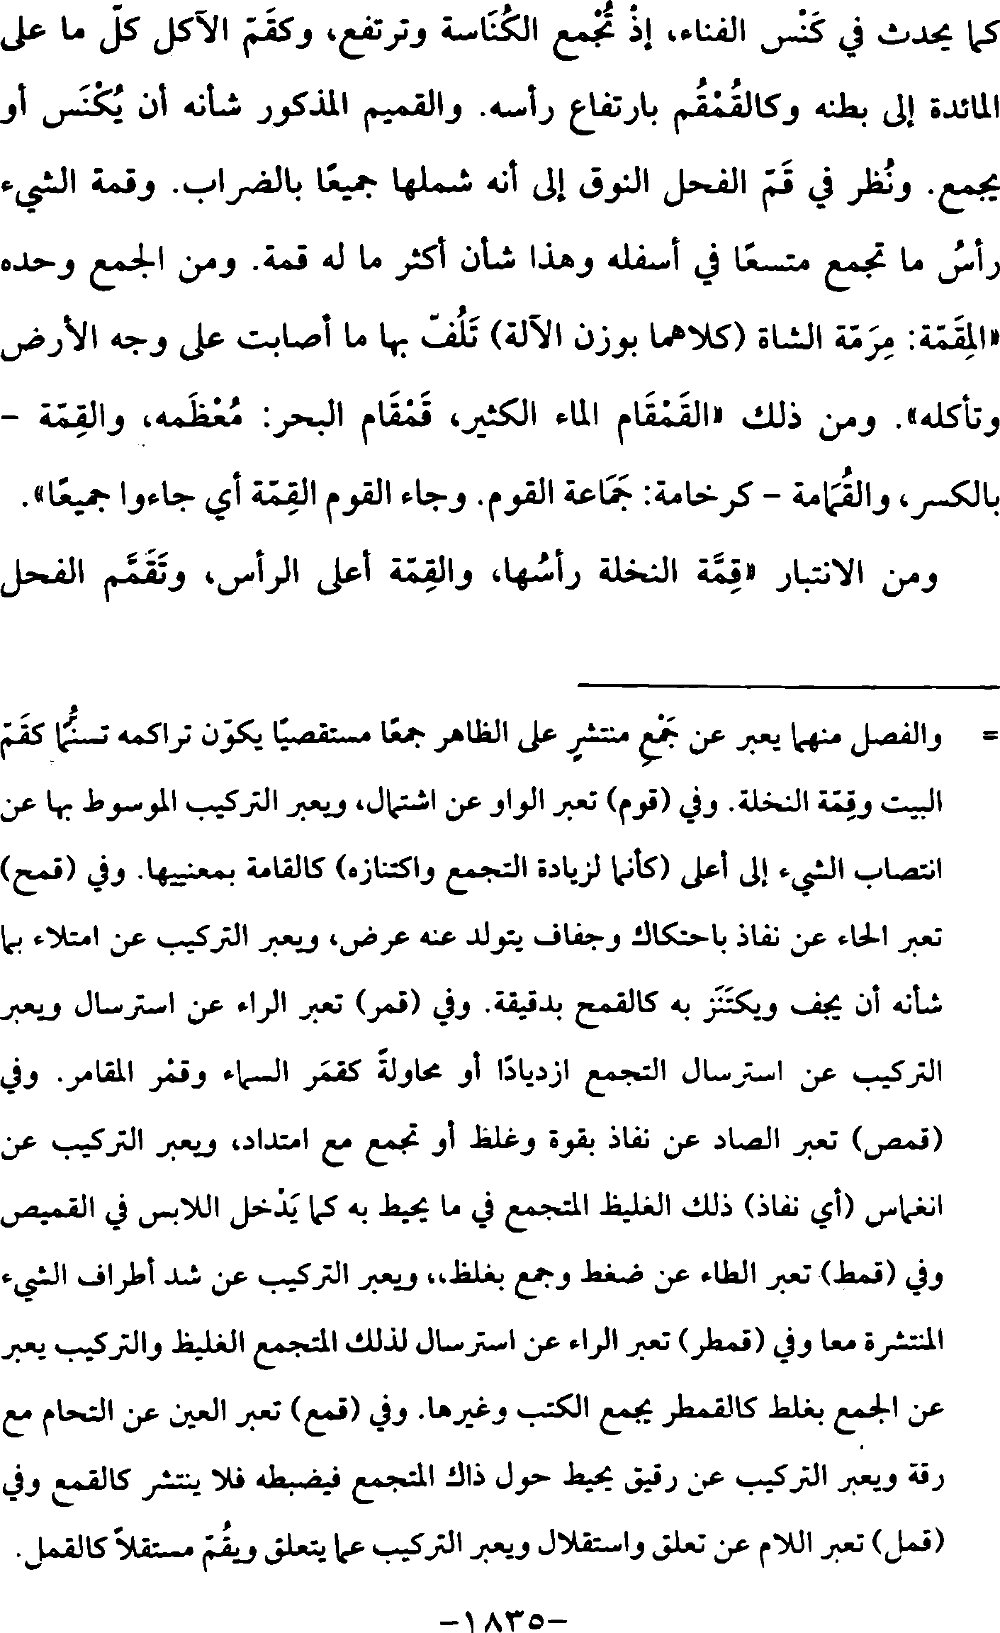 كما يحدث في كَنْس الفناء، إذْ تُجْمع الكُنَاسة وترتفع، وكقَمّ الآكل كلّ ما على
المائدة إلى بطنه وكالقُمْقُم بارتفاع رأسه. والقميم المذكور شأنه أن يُكْنَس أو
يجمع. ونُظر في قَمّ الفحل النوق إلى أنه شملها جميعًا بالضراب. وقمة الشيء
رأسُ ما تجمع متسعًا في أسفله وهذا شأن أكثر ما له قمة. ومن الجمع وحده
«المِقَمّة: مِرَمّة الشاة (كلاهما بوزن الآلة) تَلُفّ بها ما أصابت على وجه الأرض
وتأكله». ومن ذلك «القَمْقَام الماء الكثير، قَمْقَام البحر: مُعْظَمه، والقِمّة –
بالكسر، والقُمَامة – كرخامة: جَمَاعة القوم. وجاء القوم القِمّة أي جاءوا جميعًا».
ومن الانتبار «قِمَّة النخلة رأسُها، والقِمّة أعلى الرأس، وتَقَمَّم الفحل
= والفصل منهما يعبر عن جَمْعِ منتشرٍ على الظاهر جمعًا مستقصيًا يكوّن تراكمه تسنُّمًا كقَمّ
البيت وقِمّة النخلة. وفي (قوم) تعبر الواو عن اشتمال، ويعبر التركيب الموسوط بها عن
انتصاب الشيء إلى أعلى (كأنما لزيادة التجمع واكتنازه) كالقامة بمعنييها. وفي (قمح)
تعبر الحاء عن نفاذ باحتكاك وجفاف يتولد عنه عرض، ويعبر التركيب عن امتلاء بما
شأنه أن يجف ويكتَنَز به كالقمح بدقيقة. وفي (قمر) تعبر الراء عن استرسال ويعبر
التركيب عن استرسال التجمع ازديادًا أو محاولةً كقمَر السماء وقمْر المقامر. وفي
(قمص) تعبر الصاد عن نفاذ بقوة وغلظ أو تجمع مع امتداد، ويعبر التركيب عن
انغماس (أي نفاذ) ذلك الغليظ المتجمع في ما يحيط به كما يَدْخل اللابس في القميص
وفي (قمط) تعبر الطاء عن ضغط وجمع بغلظ،، ويعبر التركيب عن شد أطراف الشيء
المنتشرة معا وفي (قمطر) تعبر الراء عن استرسال لذلك المتجمع الغليظ والتركيب يعبر
عن الجمع بغلط كالقمطر يجمع الكتب وغيرها. وفي (قمع) تعبر العين عن التحام مع
رقة ويعبر التركيب عن رقيق يحيط حول ذاك المتجمع فيضبطه فلا ينتشر كالقمع وفي
(قمل) تعبر اللام عن تعلق واستقلال ويعبر التركيب عما يتعلق ويقُمّ مستقلاً كالقمل.
–١٨٣٥–